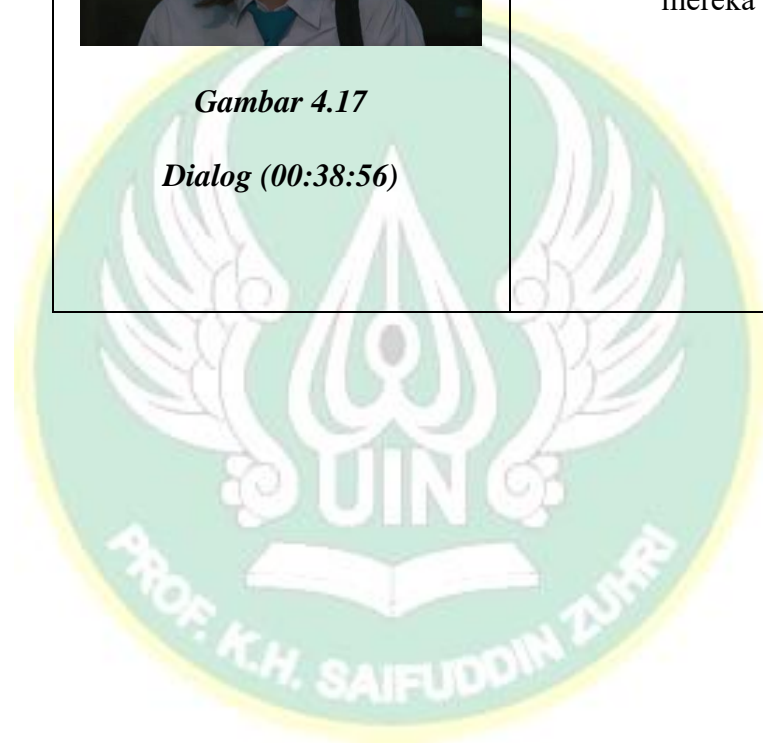 mereka
Gambar 4.17
Dialog (00:38:56)
UIN
PROF. K.H. SAIFUDDIN ZUHRI